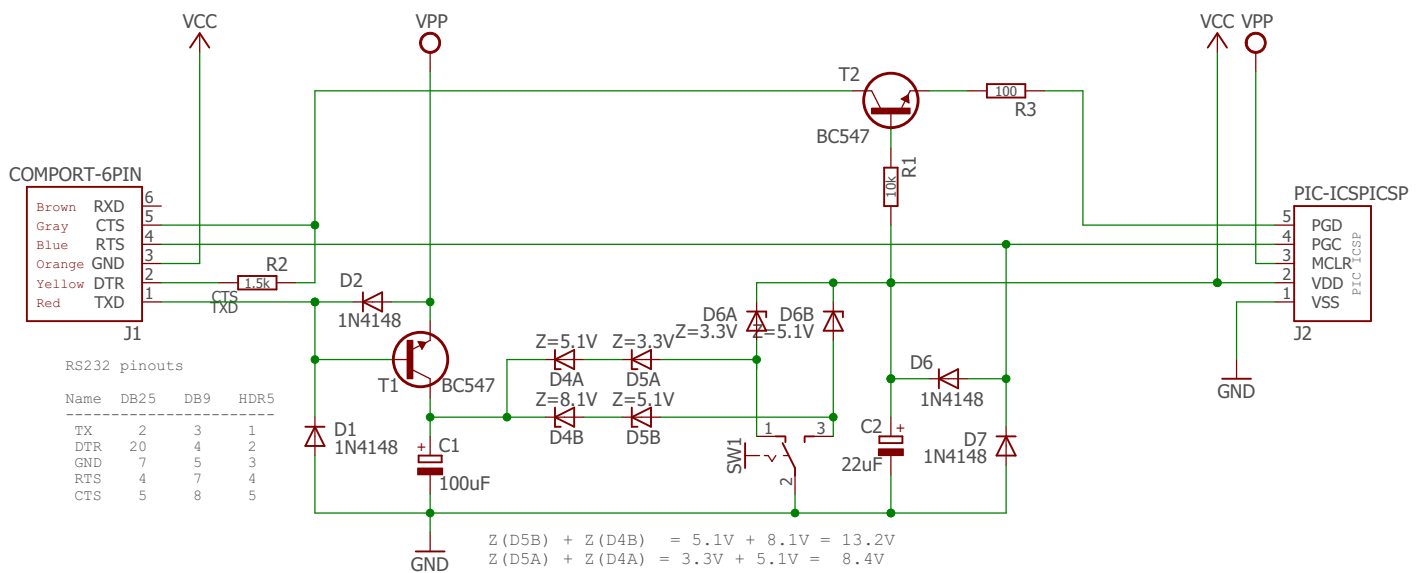 VCC
VPP
VCC
VPP
T2
BC547
100
R3
R1
10k
COMPORT-6PIN
Brown RXD 6
Gray CTS 5
Blue RTS 4
Orange GND 3
Yellow DTR 2
Red TXD 1
J1
R2
1.5k
CTS
TXD
D2
1N4148
T1
BC547
D1
1N4148
C1
+
100uF
GND
Z=5.1V
D4A
Z=3.3V
D5A
Z=8.1V
D4B
Z=5.1V
D5B
D6A
Z=3.3V
D6B
Z=5.1V
SW1
1
3
2
D6
1N4148
C2
+
22uF
D7
1N4148
PIC-ICSPICSP
5 PGD
4 PGC
3 MCLR
2 VDD
1 VSS
PIC ICSP
J2
GND
RS232 pinouts
Name DB25 DB9 HDR5
-----------------------
TX 2 3 1
DTR 20 4 2
GND 7 5 3
RTS 4 7 4
CTS 5 8 5
Z(D5B) + Z(D4B) = 5.1V + 8.1V = 13.2V
Z(D5A) + Z(D4A) = 3.3V + 5.1V = 8.4V